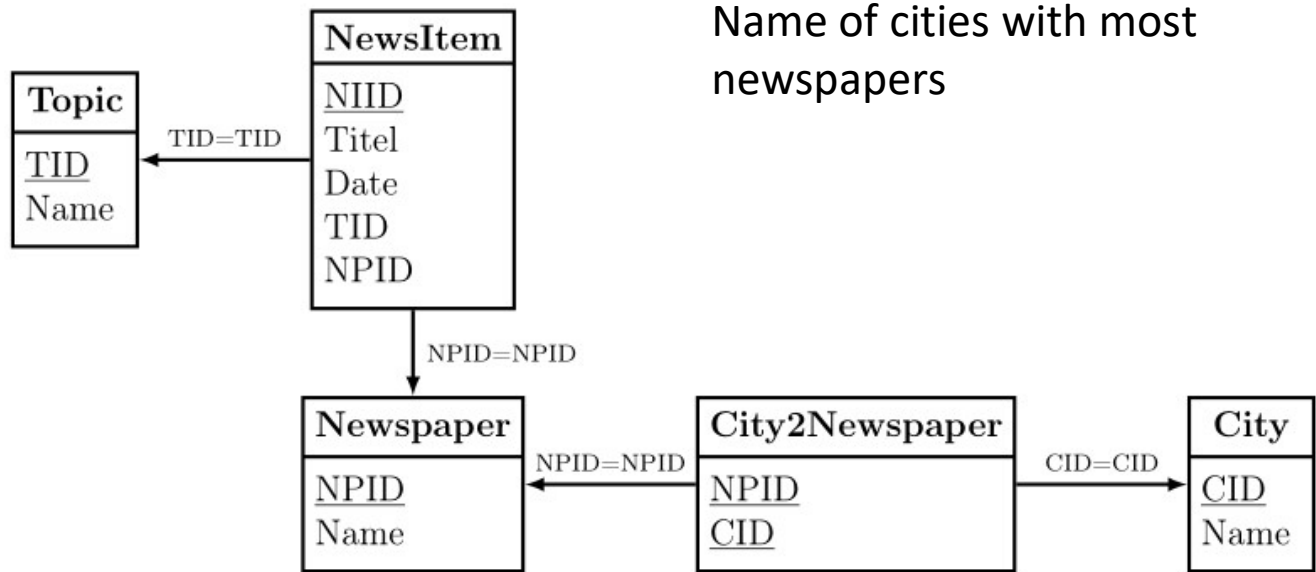 Name of cities with most
newspapers
NewsItem
NIID
Titel
Date
TID
NPID
Topic
TID
Name
TID=TID
NPID=NPID
Newspaper
NPID
Name
NPID=NPID
City2Newspaper
NPID
CID
CID=CID
City
CID
Name